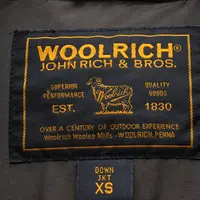 WOOLRICH®
JOHN RICH & BROS.
SUPERIOR PERFORMANCE
QUALITY GOODS
EST. 1830
OVER A CENTURY OF OUTDOOR EXPERIENCE
Woolrich Woolen Mills - WOOLRICH, PENNA
DOWN
JKT
XS